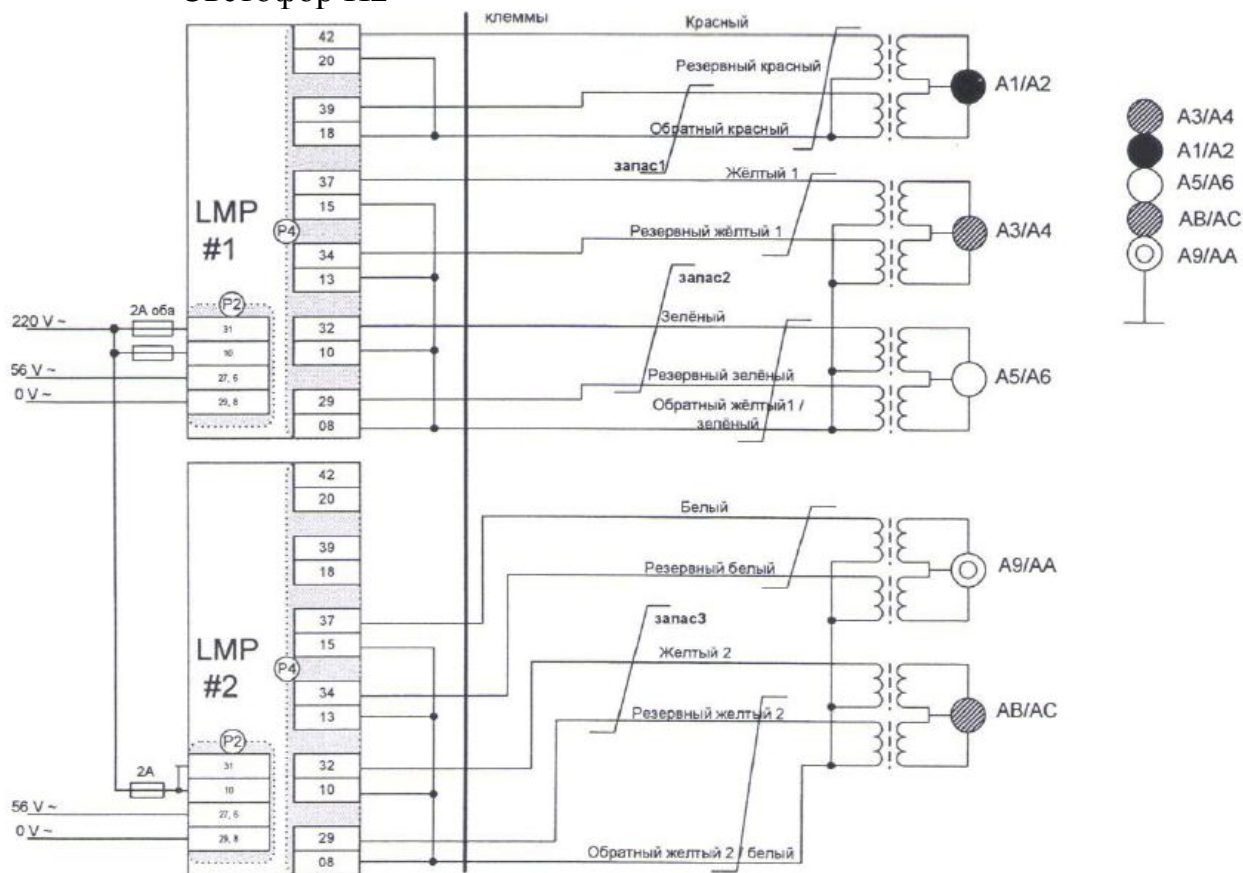 клеммы
42
20
39
18
37
15
34
13
32
10
29
08
LMP
#1
P4
P2
31
10
27, 6
29, 8
2А оба
220 V ~
56 V ~
0 V ~
Красный
Резервный красный
Обратный красный
запас1
Жёлтый 1
Резервный жёлтый 1
запас2
Зелёный
Резервный зелёный
Обратный жёлтый1 /
зелёный
A1/A2
A3/A4
A5/A6
A3/A4
A1/A2
A5/A6
AB/AC
A9/AA
42
20
39
18
37
15
34
13
32
10
29
08
LMP
#2
P4
P2
31
10
27, 6
29, 8
2А
56 V ~
0 V ~
Белый
Резервный белый
запас3
Желтый 2
Резервный желтый 2
Обратный желтый 2 / белый
A9/AA
AB/AC